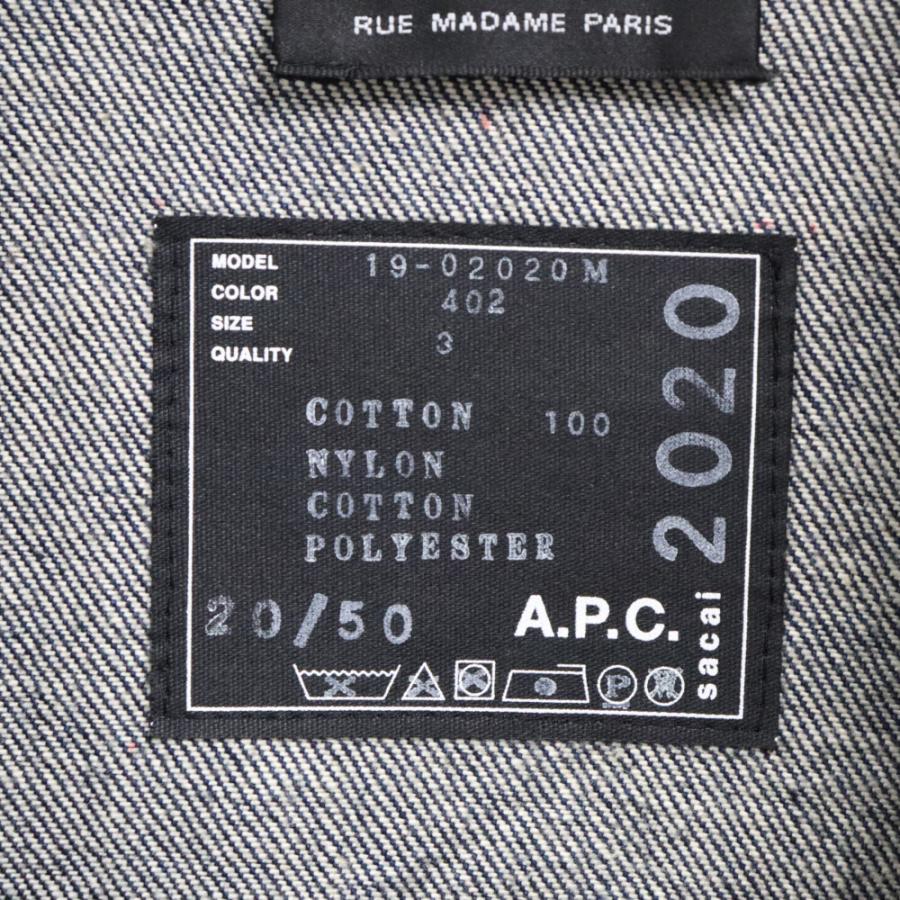 RUE MADAME PARIS
MODEL 19-02020 M
COLOR 402
SIZE 3
QUALITY
COTTON 100
NYLON
COTTON
POLYESTER
20/50
A.P.C.
sacai
2020
P